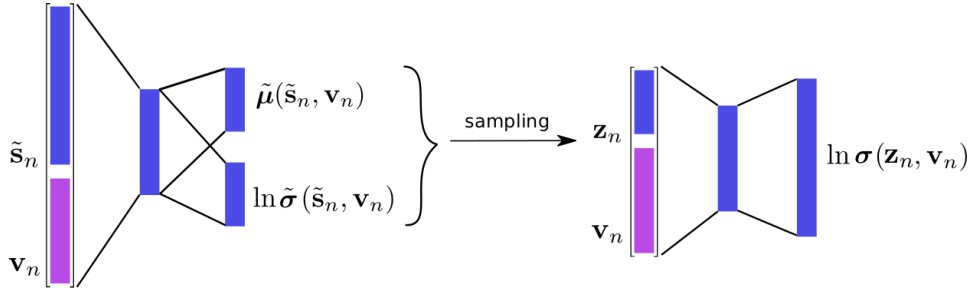 s̃ₙ
vₙ
μ̃(s̃ₙ, vₙ)
ln σ̃(s̃ₙ, vₙ)
sampling
zₙ
vₙ
ln σ(zₙ, vₙ)